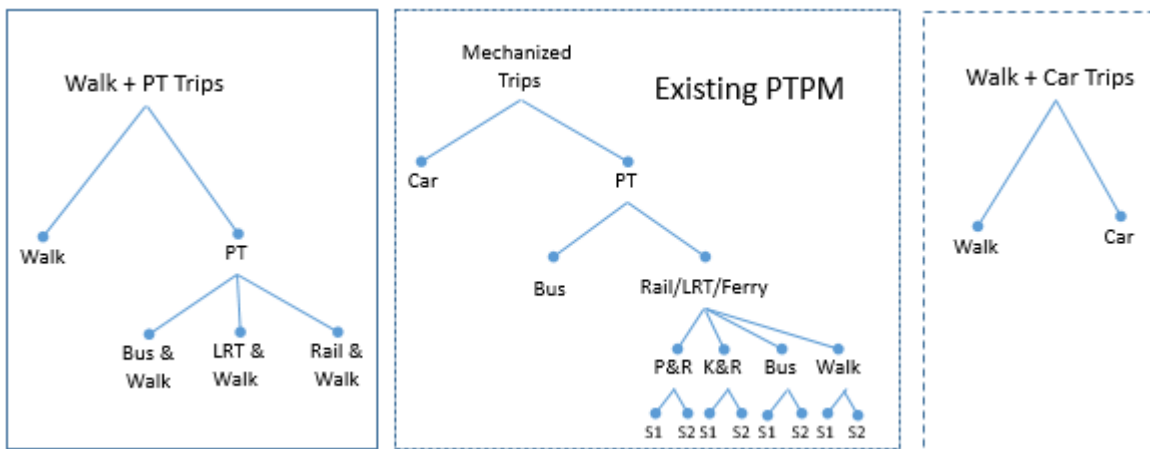 Walk + PT Trips
Walk
PT
Bus &
Walk
LRT &
Walk
Rail &
Walk
Mechanized
Trips
Existing PTPM
Car
PT
Bus
Rail/LRT/Ferry
P&R
K&R
Bus
Walk
S1
S2
S1
S2
S1
S2
S1
S2
Walk + Car Trips
Walk
Car